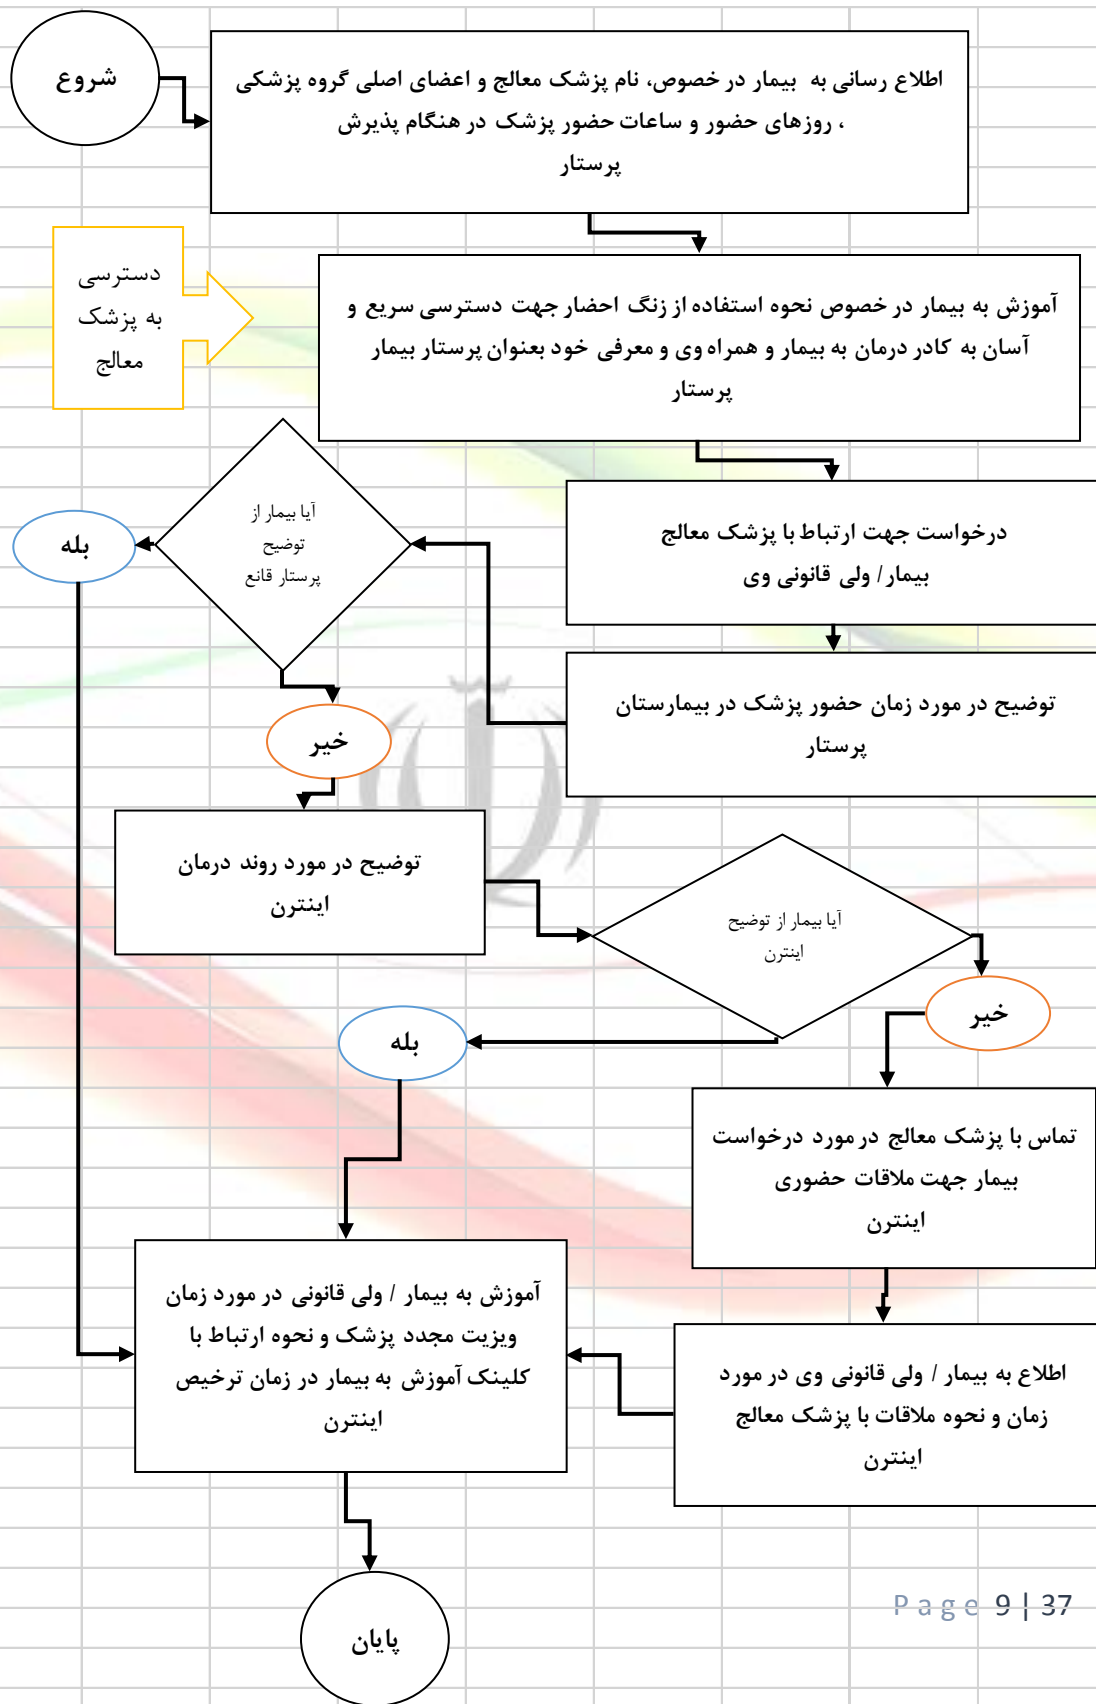 شروع
اطلاع رسانی به بیمار در خصوص، نام پزشک معالج و اعضای اصلی گروه پزشکی
، روزهای حضور و ساعات حضور پزشک در هنگام پذیرش
پرستار
دسترسی
به پزشک
معالج
آموزش به بیمار در خصوص نحوه استفاده از زنگ احضار جهت دسترسی سریع و
آسان به کادر درمان به بیمار و همراه وی و معرفی خود بعنوان پرستار بیمار
پرستار
درخواست جهت ارتباط با پزشک معالج
بیمار/ ولی قانونی وی
توضیح در مورد زمان حضور پزشک در بیمارستان
پرستار
آیا بیمار از
توضیح
پرستار قانع
بله
خیر
توضیح در مورد روند درمان
اینترن
آیا بیمار از توضیح
اینترن
خیر
بله
تماس با پزشک معالج در مورد درخواست
بیمار جهت ملاقات حضوری
اینترن
اطلاع به بیمار / ولی قانونی وی در مورد
زمان و نحوه ملاقات با پزشک معالج
اینترن
آموزش به بیمار / ولی قانونی در مورد زمان
ویزیت مجدد پزشک و نحوه ارتباط با
کلینک آموزش به بیمار در زمان ترخیص
اینترن
پایان
Page 9 | 37